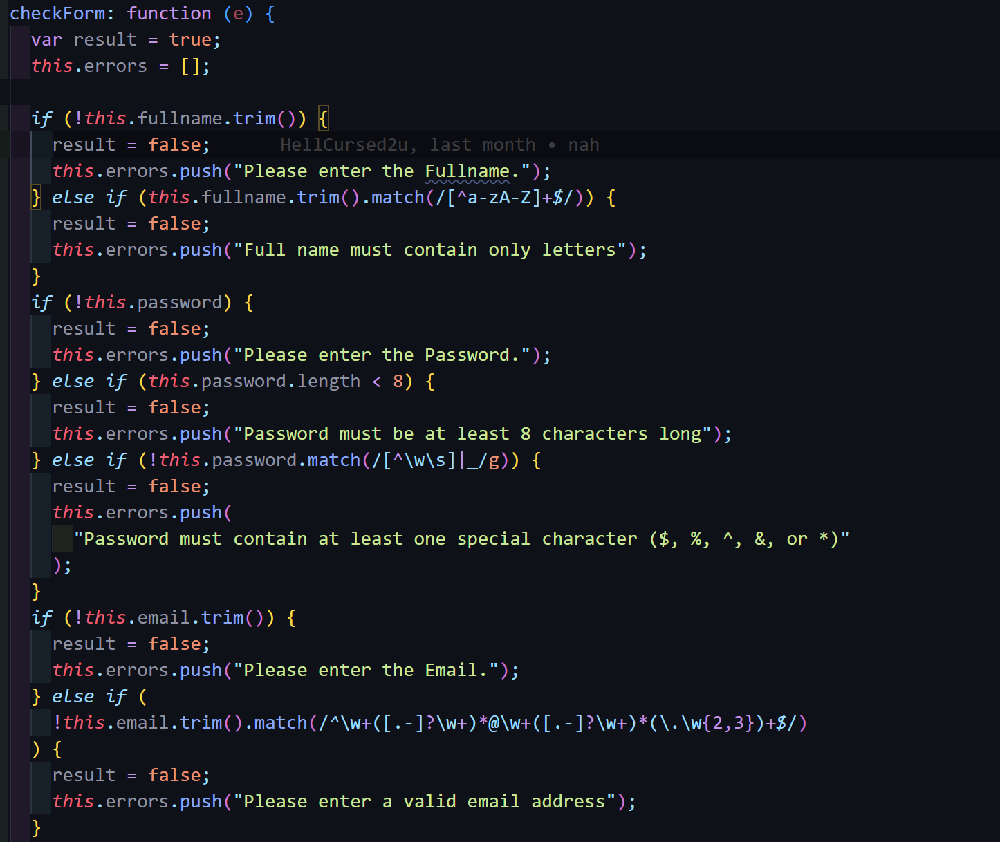 checkForm: function (e) {
var result = true;
this.errors = [];
if (!this.fullname.trim()) {
result = false; HellCursed2u, last month • nah
this.errors.push("Please enter the Fullname.");
} else if (this.fullname.trim().match(/[^a-zA-Z]+$/)) {
result = false;
this.errors.push("Full name must contain only letters");
}
if (!this.password) {
result = false;
this.errors.push("Please enter the Password.");
} else if (this.password.length < 8) {
result = false;
this.errors.push("Password must be at least 8 characters long");
} else if (!this.password.match(/[^\w\s]|_/g)) {
result = false;
this.errors.push(
"Password must contain at least one special character ($, %, ^, &, or *)"
);
}
if (!this.email.trim()) {
result = false;
this.errors.push("Please enter the Email.");
} else if (
!this.email.trim().match(/^\w+([.-]?\w+)*@\w+([.-]?\w+)*(\.\w{2,3})+$/)
) {
result = false;
this.errors.push("Please enter a valid email address");
}